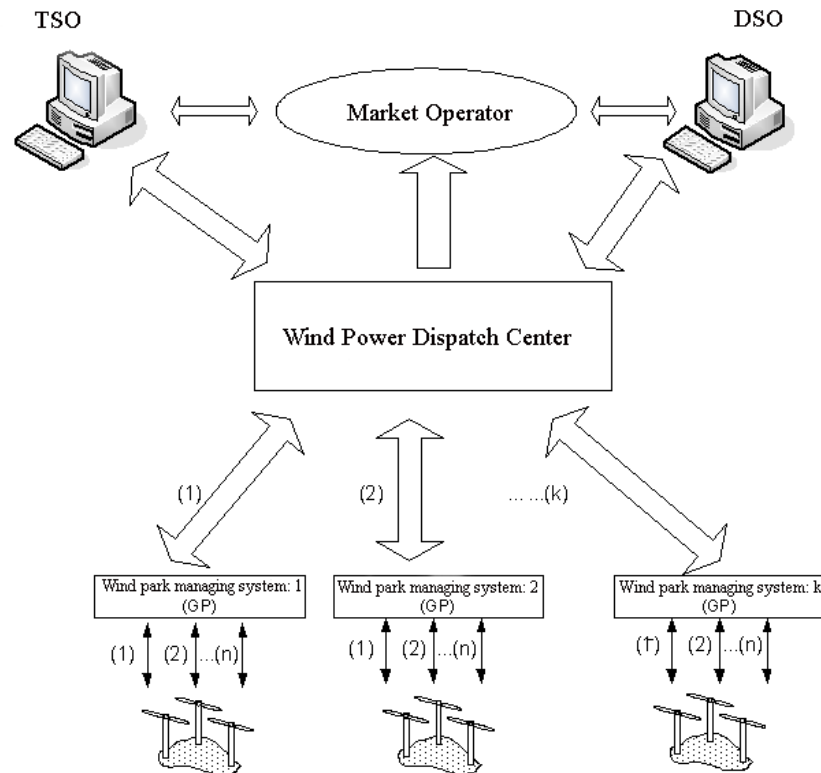 TSO
DSO
Market Operator
Wind Power Dispatch Center
(1)
(2)
... ...(k)
Wind park managing system: 1
(GP)
Wind park managing system: 2
(GP)
Wind park managing system: k
(GP)
(1) (2) ...(n)
(1) (2) ...(n)
(1) (2) ...(n)